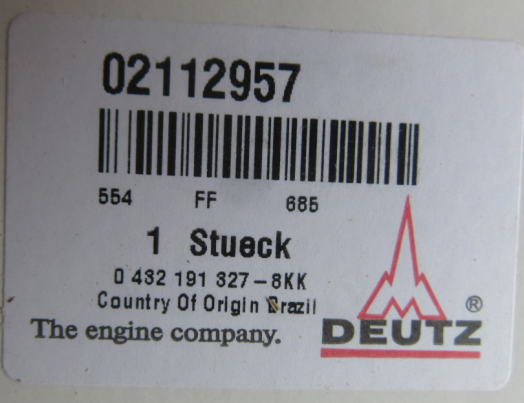 02112957
554 FF 685
1 Stueck
0 432 191 327-8KK
Country Of Origin Brazil
The engine company.
DEUTZ ®